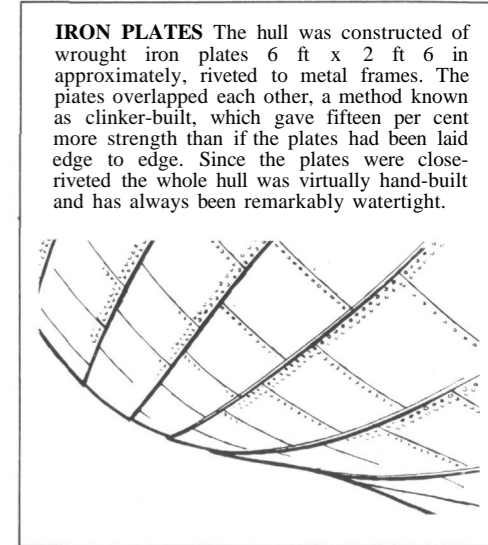 IRON PLATES The hull was constructed of
wrought iron plates 6 ft x 2 ft 6 in
approximately, riveted to metal frames. The
piates overlapped each other, a method known
as clinker-built, which gave fifteen per cent
more strength than if the plates had been laid
edge to edge. Since the plates were close-
riveted the whole hull was virtually hand-built
and has always been remarkably watertight.